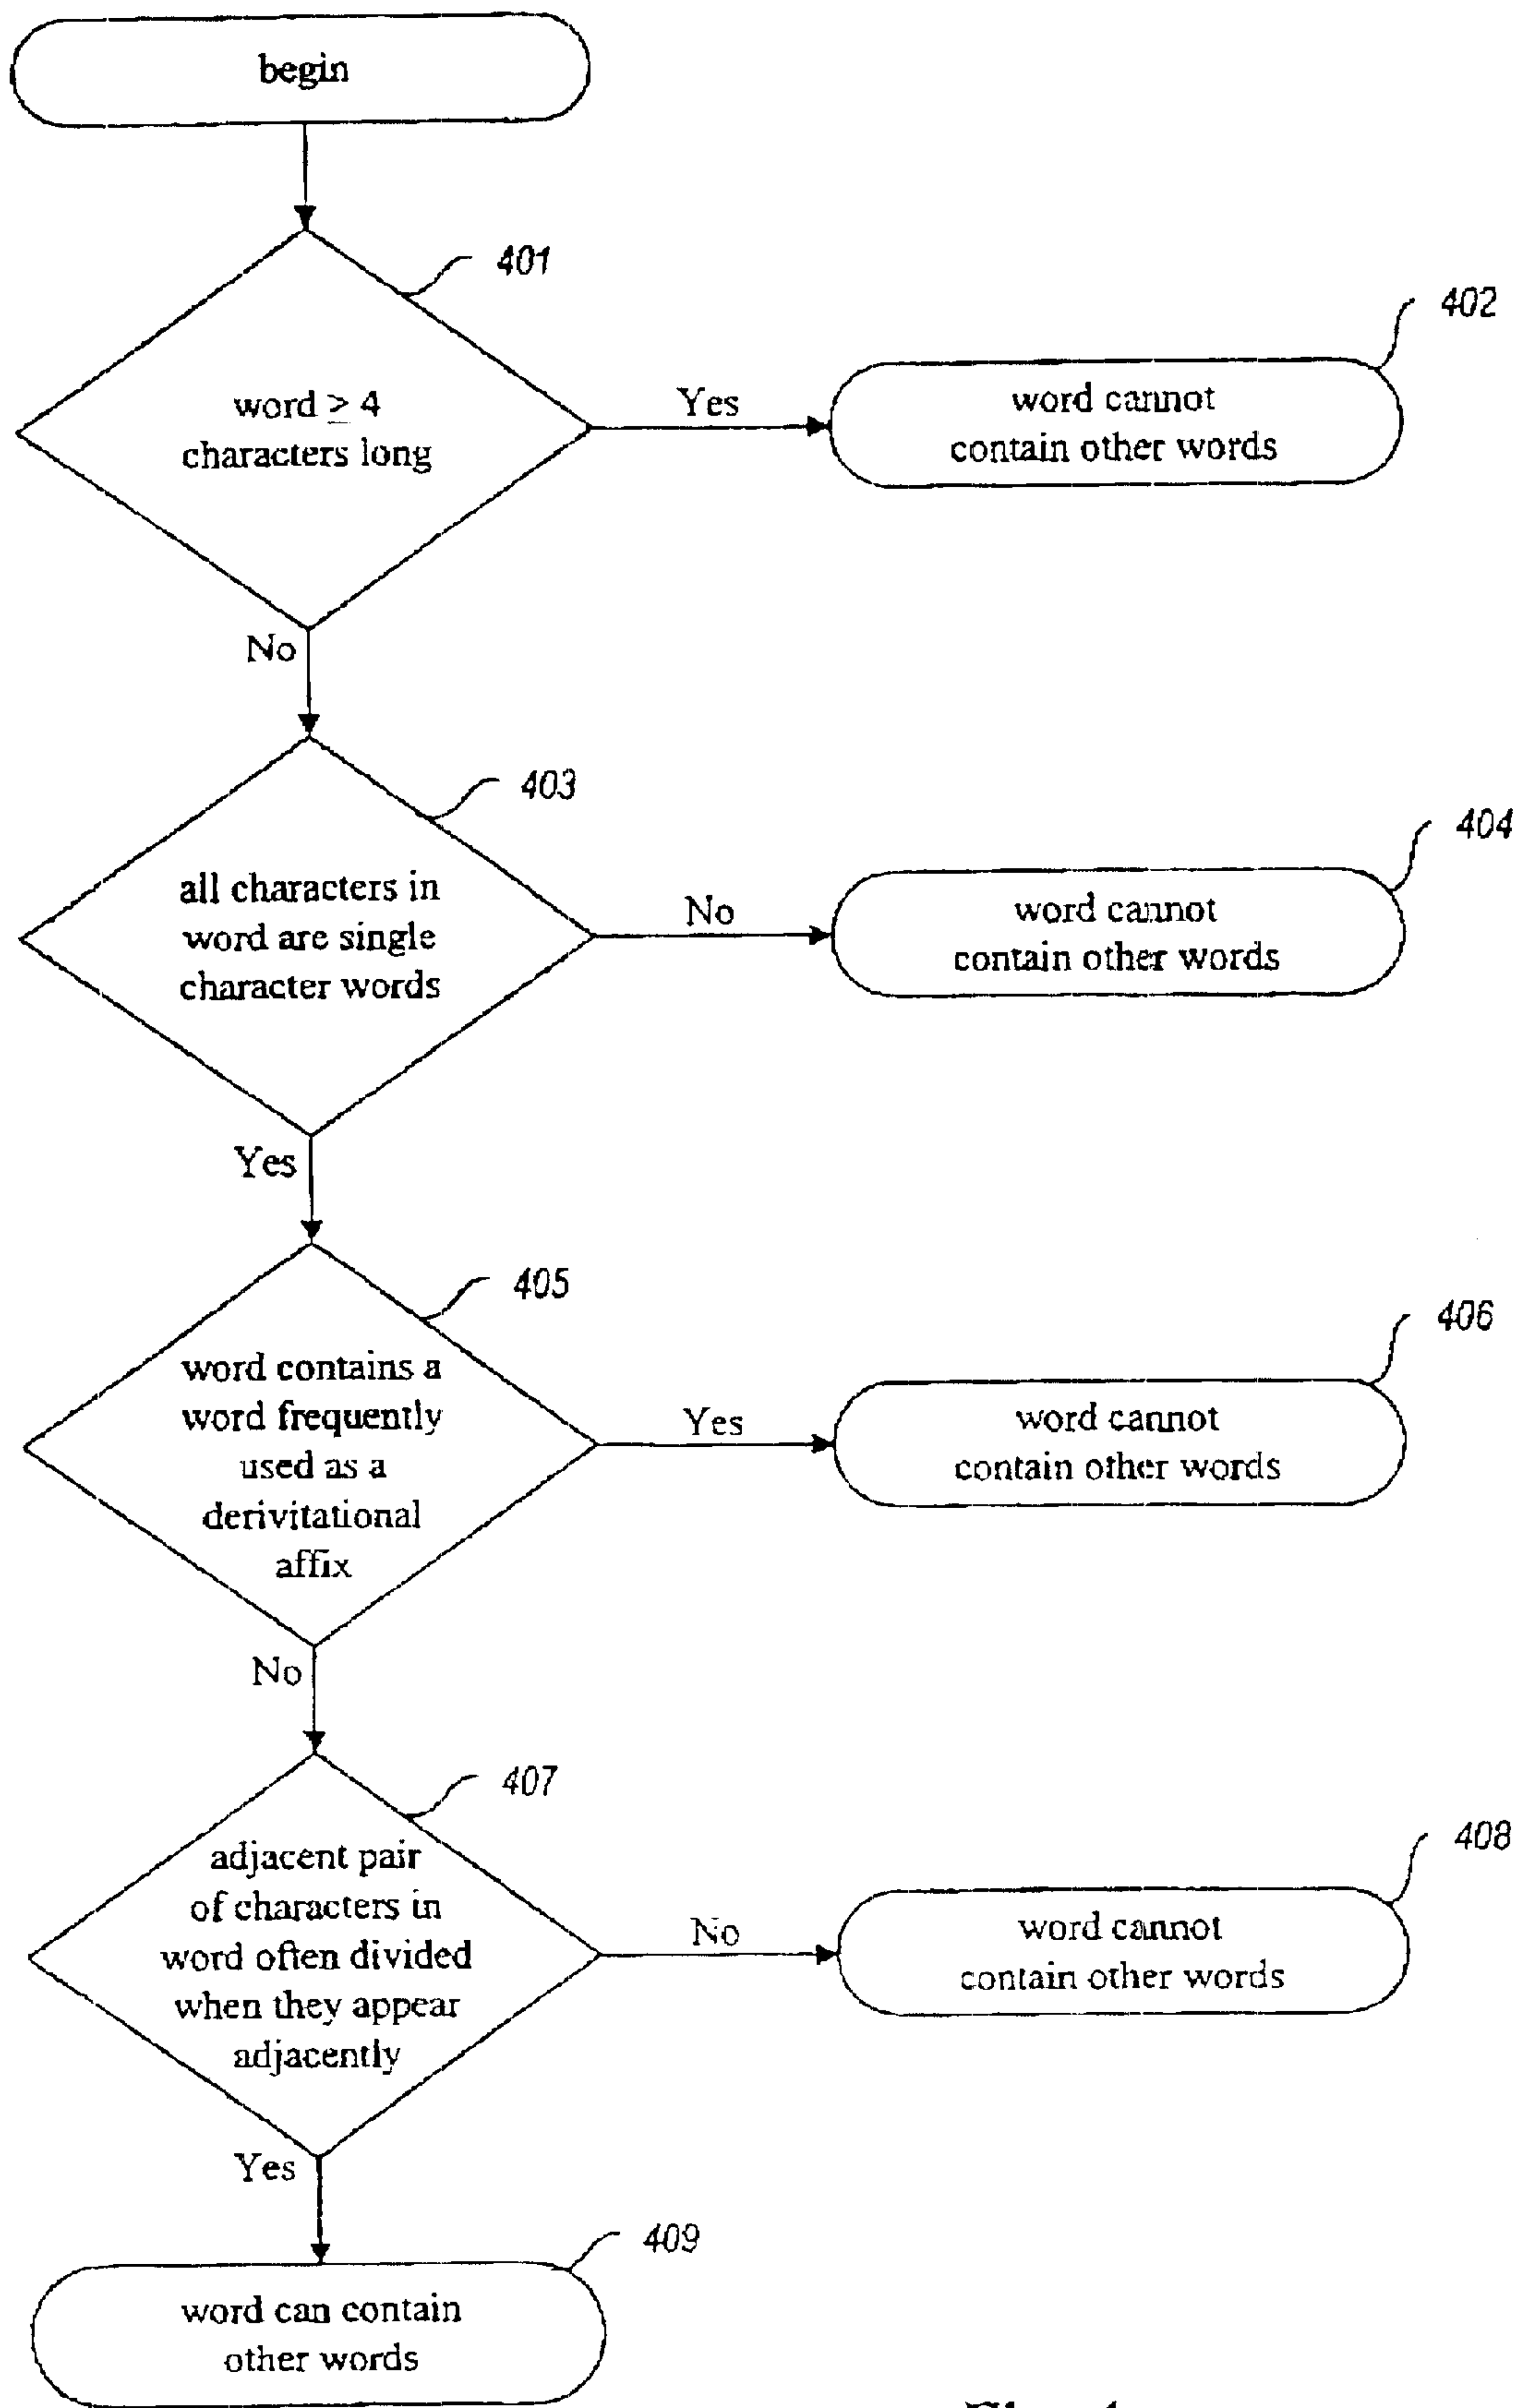 begin
401
word ≥ 4
characters long
Yes
402
word cannot
contain other words
No
403
all characters in
word are single
character words
No
404
word cannot
contain other words
Yes
405
word contains a
word frequently
used as a
derivitational
affix
Yes
406
word cannot
contain other words
No
407
adjacent pair
of characters in
word often divided
when they appear
adjacently
No
408
word cannot
contain other words
Yes
409
word can contain
other words